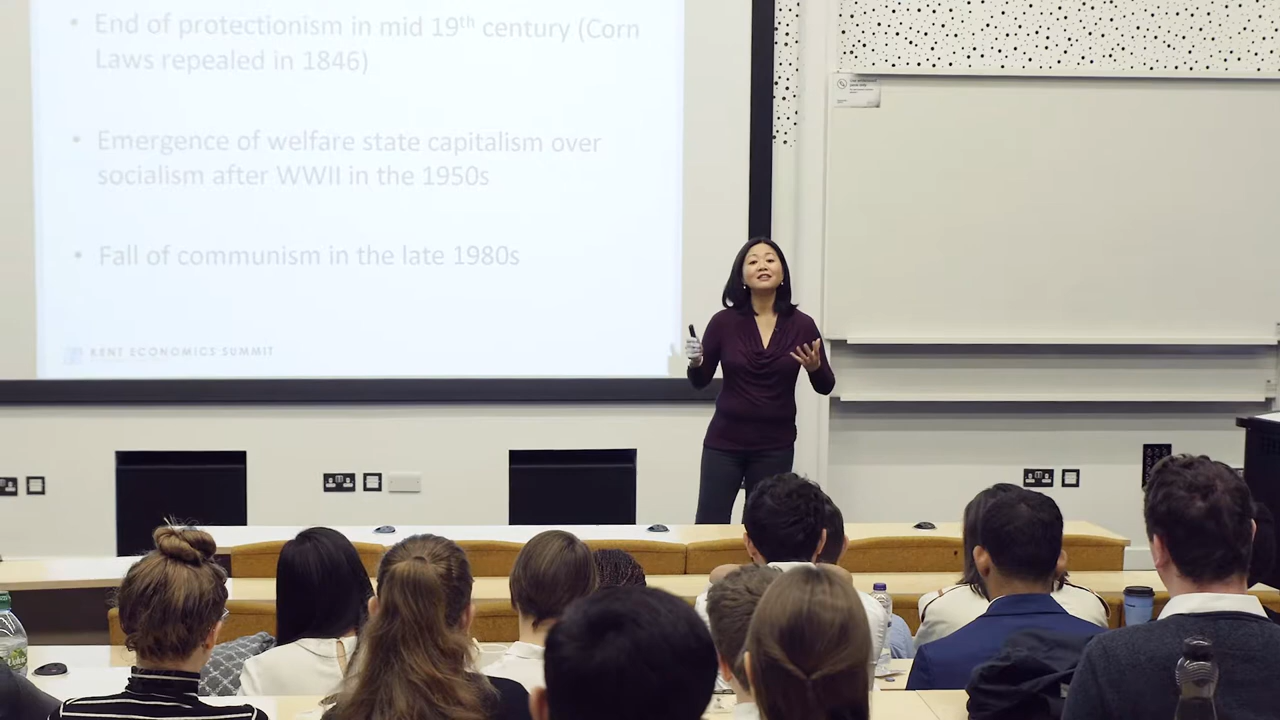 • End of protectionism in mid 19th century (Corn
Laws repealed in 1846)
• Emergence of welfare state capitalism over
socialism after WWII in the 1950s
• Fall of communism in the late 1980s
KENT ECONOMICS SUMMIT